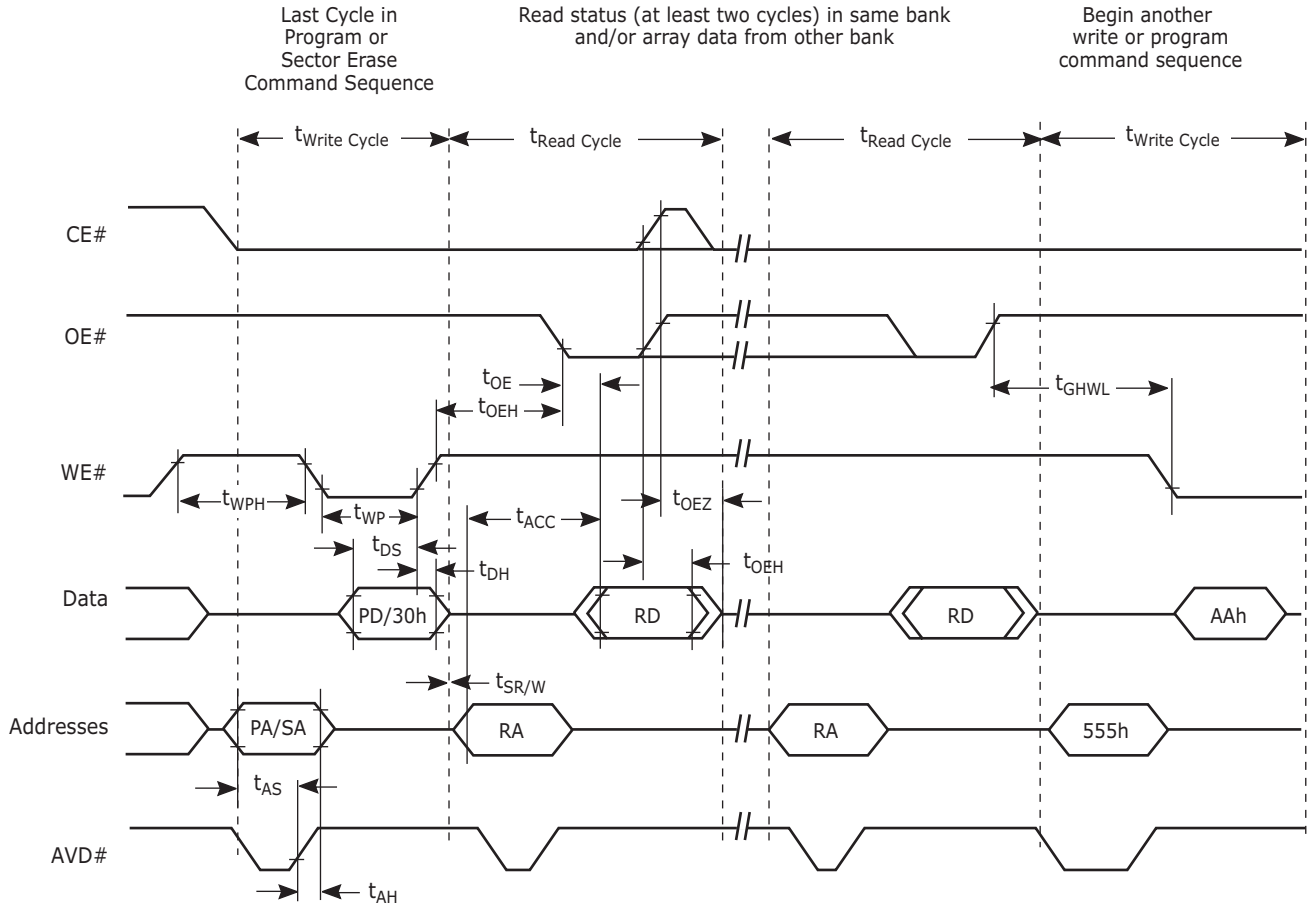 Last Cycle in
Program or
Sector Erase
Command Sequence
Read status (at least two cycles) in same bank
and/or array data from other bank
Begin another
write or program
command sequence
tWrite Cycle
tRead Cycle
tRead Cycle
tWrite Cycle
CE#
OE#
tOE
tOEH
tGHWL
WE#
tWPH
tWP
tOEZ
tACC
tDS
tDH
tOEH
Data
PD/30h
RD
RD
AAh
tSR/W
Addresses
PA/SA
RA
RA
555h
tAS
AVD#
tAH